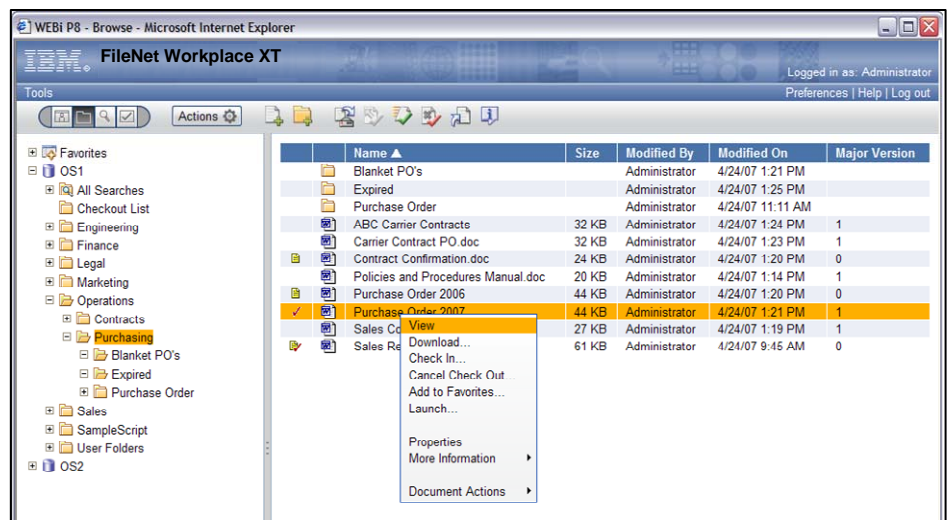 WEBi P8 - Browse - Microsoft Internet Explorer
IBM. FileNet Workplace XT
Logged in as: Administrator
Tools Preferences | Help | Log out
Actions
Favorites
OS1
All Searches
Checkout List
Engineering
Finance
Legal
Marketing
Operations
Contracts
Purchasing
Blanket PO's
Expired
Purchase Order
Sales
SampleScript
User Folders
OS2
Name Size Modified By Modified On Major Version
Blanket PO's Administrator 4/24/07 1:21 PM
Expired Administrator 4/24/07 1:25 PM
Purchase Order Administrator 4/24/07 11:11 AM
ABC Carrier Contracts 32 KB Administrator 4/24/07 1:24 PM 1
Carrier Contract PO.doc 32 KB Administrator 4/24/07 1:23 PM 1
Contract Confirmation.doc 24 KB Administrator 4/24/07 1:20 PM 0
Policies and Procedures Manual.doc 20 KB Administrator 4/24/07 1:14 PM 1
Purchase Order 2006 44 KB Administrator 4/24/07 1:20 PM 0
Purchase Order 2007 44 KB Administrator 4/24/07 1:21 PM 1
Sales Co 27 KB Administrator 4/24/07 1:19 PM 1
Sales Re 61 KB Administrator 4/24/07 9:45 AM 0
View
Download...
Check In...
Cancel Check Out...
Add to Favorites...
Launch...
Properties
More Information
Document Actions